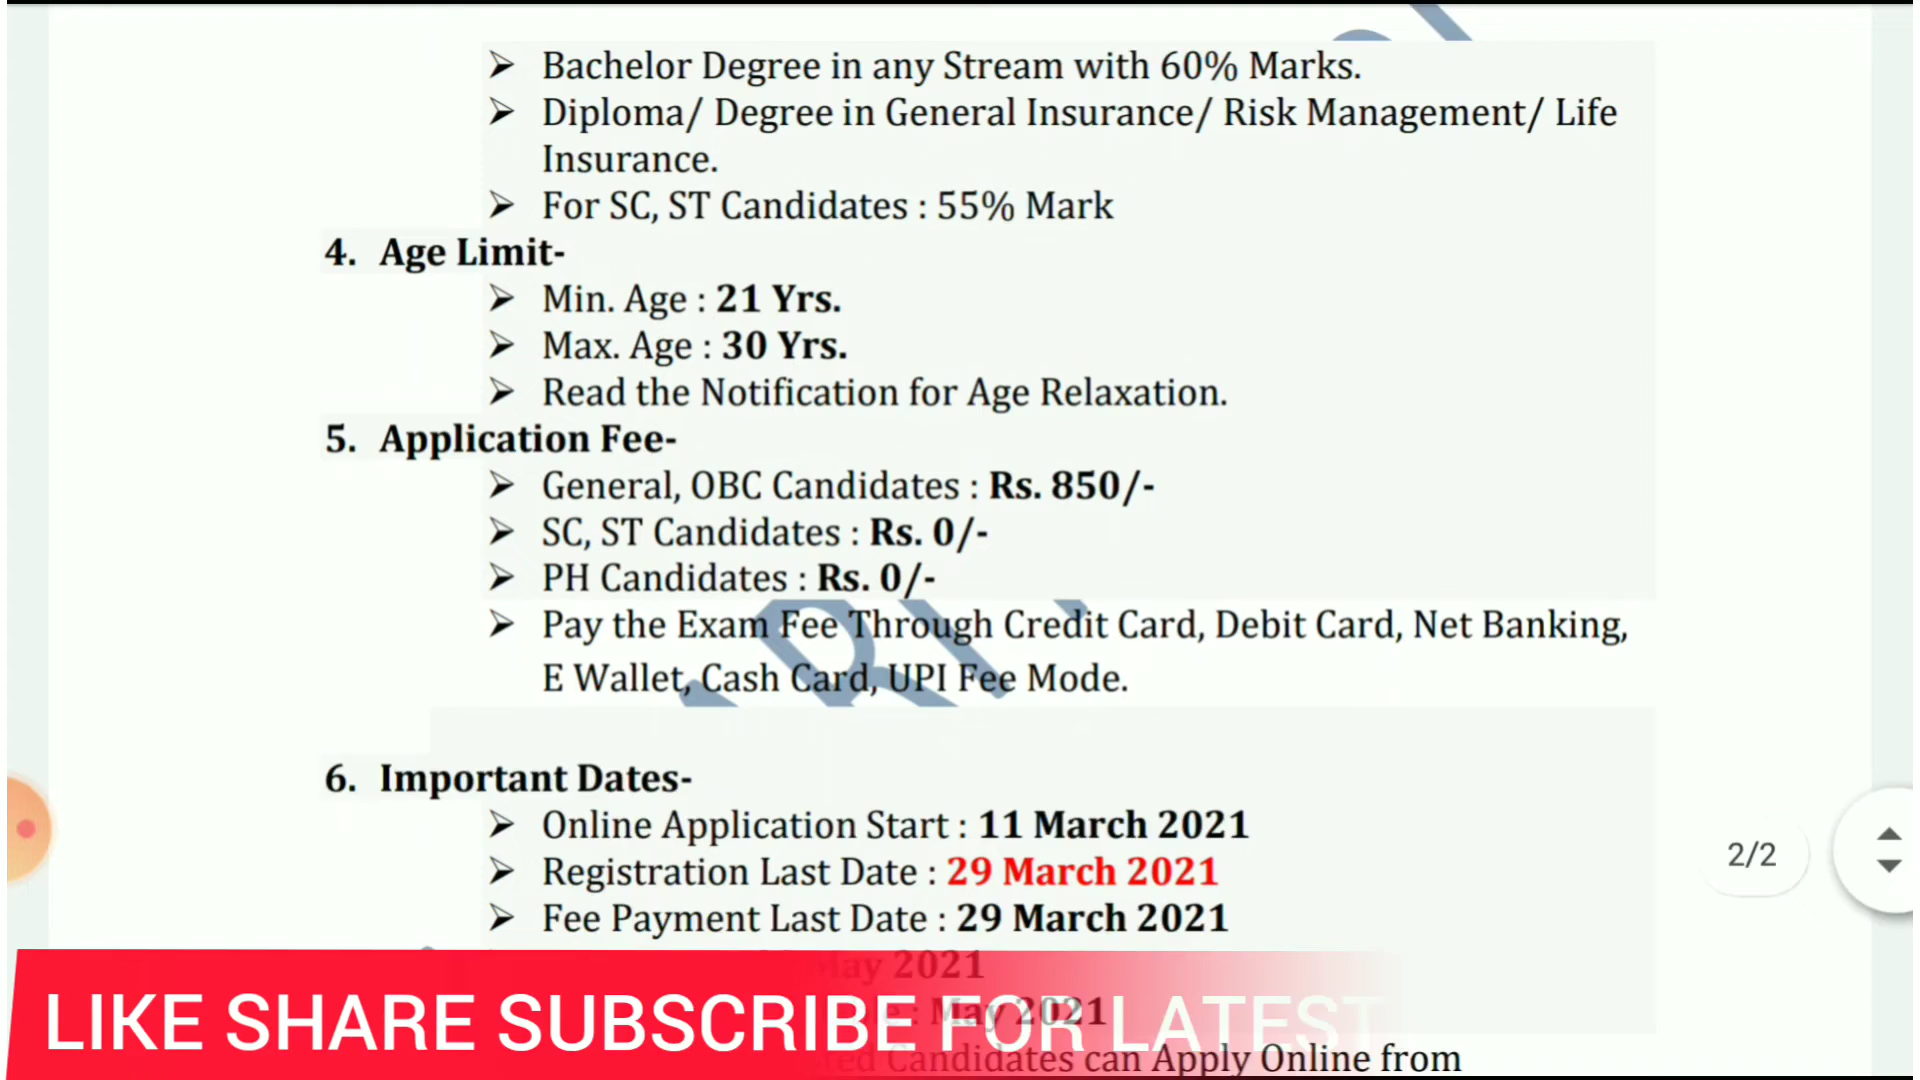 ➢ Bachelor Degree in any Stream with 60% Marks.
➢ Diploma/ Degree in General Insurance/ Risk Management/ Life
Insurance.
➢ For SC, ST Candidates : 55% Mark
4. Age Limit-
➢ Min. Age : 21 Yrs.
➢ Max. Age : 30 Yrs.
➢ Read the Notification for Age Relaxation.
5. Application Fee-
➢ General, OBC Candidates : Rs. 850/-
➢ SC, ST Candidates : Rs. 0/-
➢ PH Candidates : Rs. 0/-
➢ Pay the Exam Fee Through Credit Card, Debit Card, Net Banking,
E Wallet, Cash Card, UPI Fee Mode.
6. Important Dates-
➢ Online Application Start : 11 March 2021
➢ Registration Last Date : 29 March 2021
2/2
➢ Fee Payment Last Date : 29 March 2021
May 2021
: May 2021
LIKE SHARE SUBSCRIBE FOR LATEST
Candidates can Apply Online from